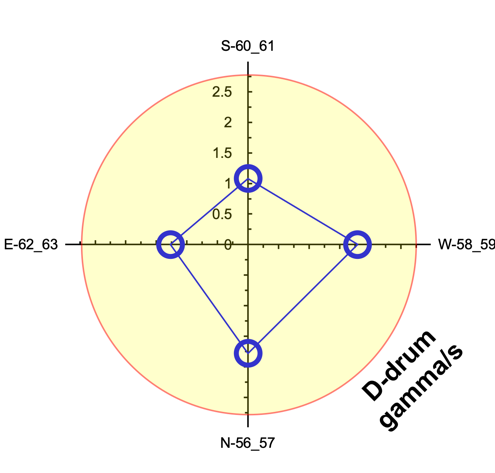 S-60_61
2.5
2
1.5
1
0.5
0
E-62_63
W-58_59
D-drum
gamma/s
N-56_57